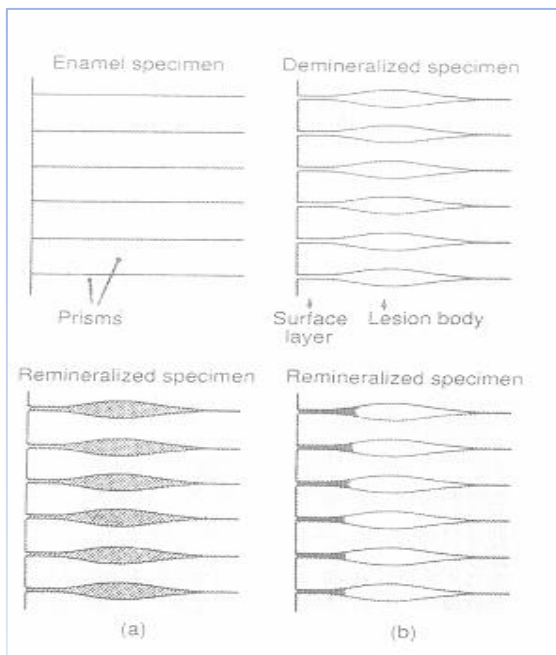 Enamel specimen
Demineralized specimen
Prisms
Surface
layer
Lesion body
Remineralized specimen
Remineralized specimen
(a)
(b)